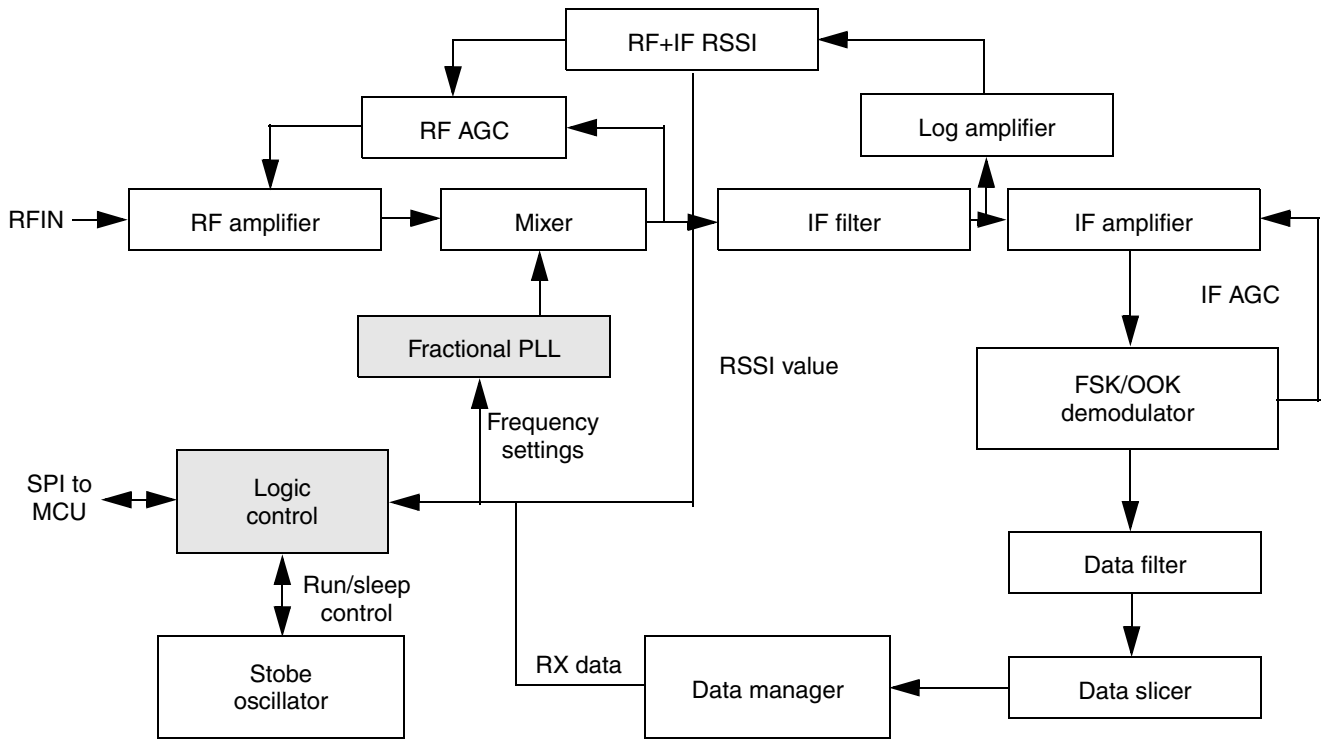 RF+IF RSSI
RF AGC
Log amplifier
RFIN
RF amplifier
Mixer
IF filter
IF amplifier
IF AGC
Fractional PLL
RSSI value
FSK/OOK
demodulator
Frequency
settings
SPI to
MCU
Logic
control
Run/sleep
control
Data filter
Stobe
oscillator
RX data
Data manager
Data slicer